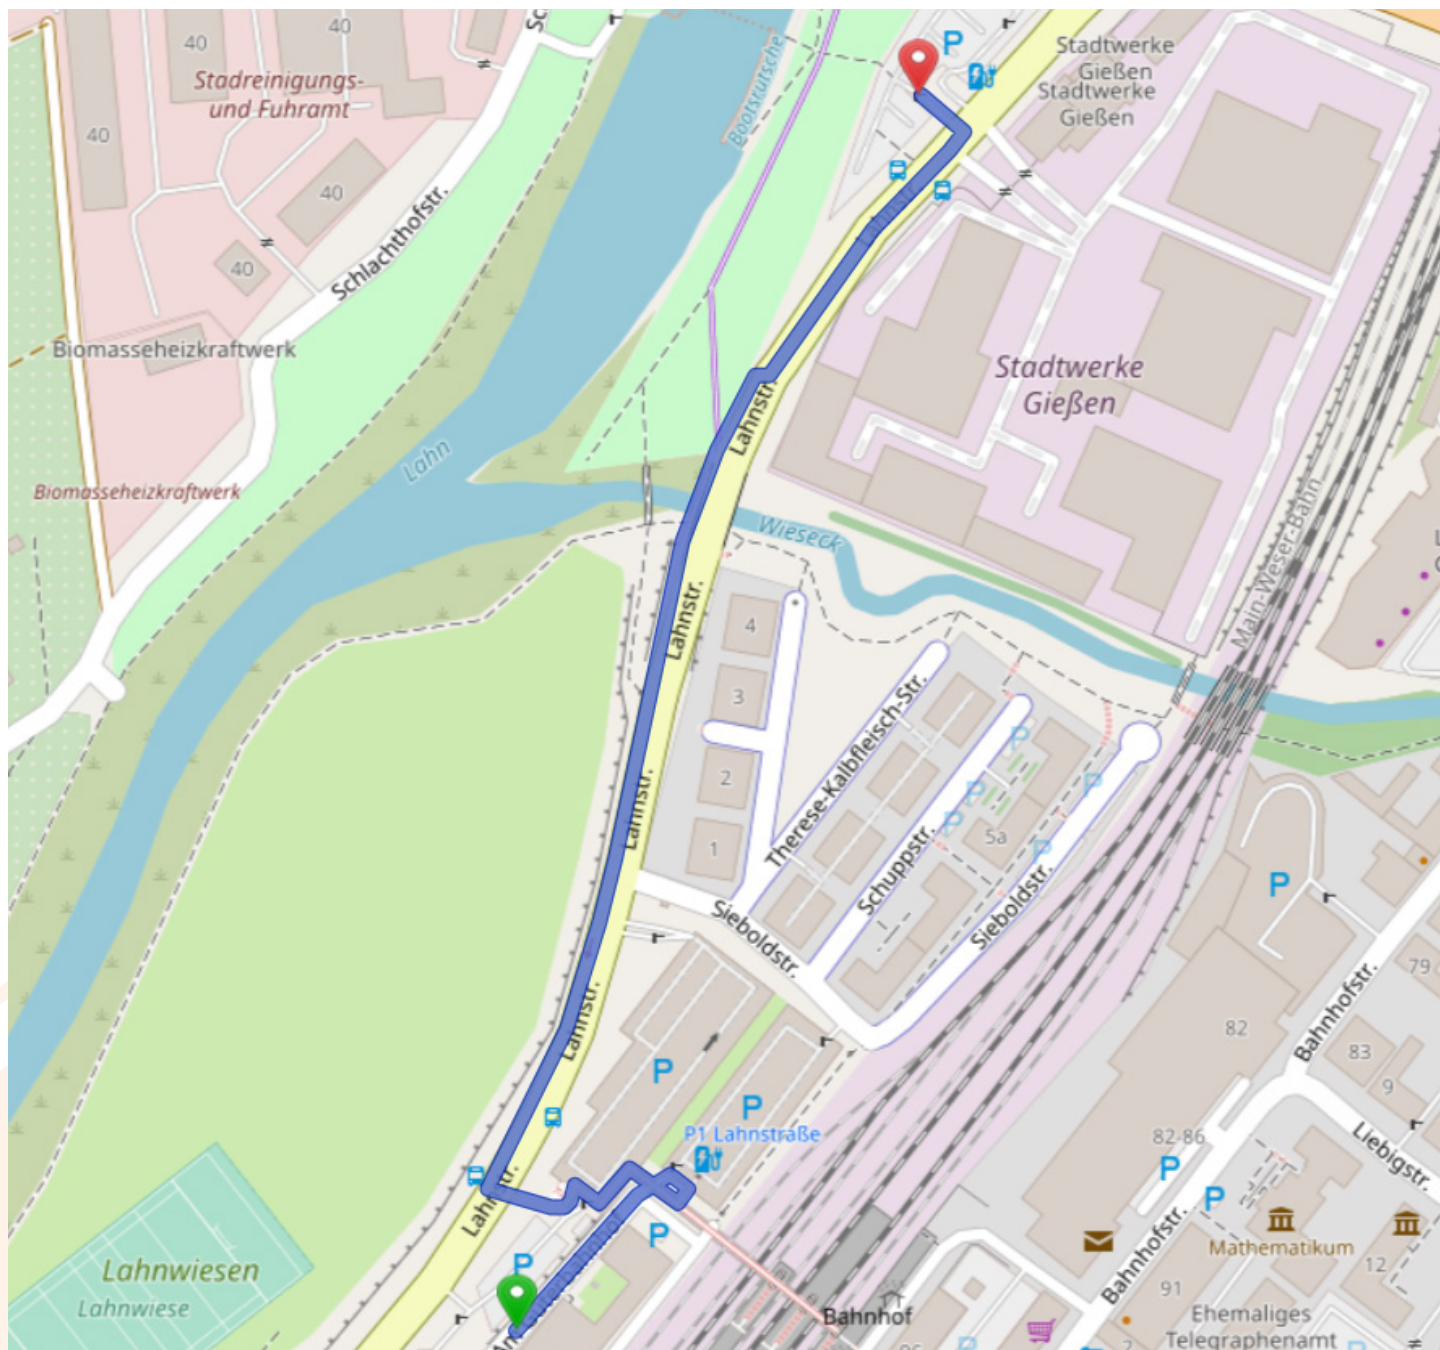 40
40
Stadreinigungs-
und Fuhramt
40
40
40
Schlachthofstr.
Biomasseheizkraftwerk
Biomasseheizkraftwerk
Lahn
Bootsrutsche
P
Stadtwerke
Gießen
Stadtwerke
Gießen
Lahnstr.
Stadtwerke
Gießen
Lahnstr.
Wieseck
Main-Weser-Bahn
Lahnstr.
4
3
2
1
Therese-Kalbfleisch-Str.
Schuppstr.
5a
P
P
P
P
P
Sieboldstr.
Sieboldstr.
Lahnstr.
Lahnstr.
P
P
P1 Lahnstraße
P
P
Lahnstr.
Lahnwiesen
Lahnwiese
Bahnhof
P
79
82
83
9
Bahnhofstr.
82-86
P
P
Liebigstr.
Bahnhofstr.
Mathematikum
12
91
Ehemaliges
Telegraphenamt
P
P
2